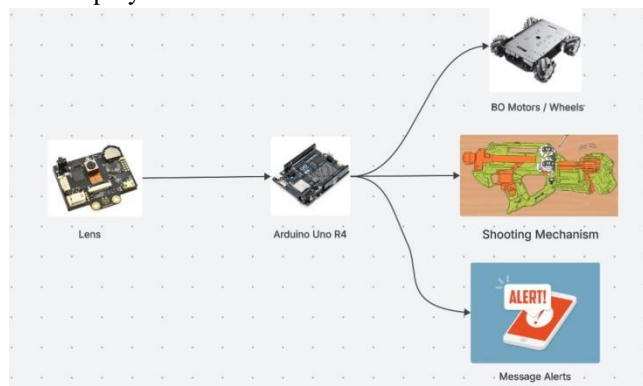 BO Motors / Wheels
Lens
Arduino Uno R4
Shooting Mechanism
ALERT!
Message Alerts